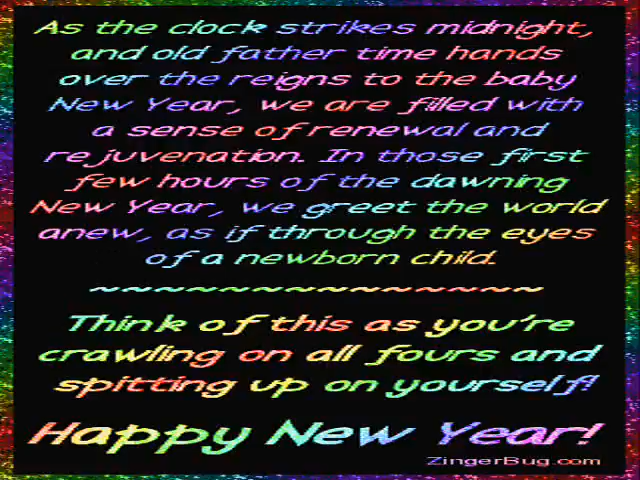 As the clock strikes midnight,
and old father time hands
over the reigns to the baby
New Year, we are filled with
a sense of renewal and
rejuvenation. In those first
few hours of the dawning
New Year, we greet the world
anew, as if through the eyes
of a newborn child.
~~~~~~~~~~~~~~~
Think of this as you're
crawling on all fours and
spitting up on yourself!
Happy New Year!
ZingerBug.com